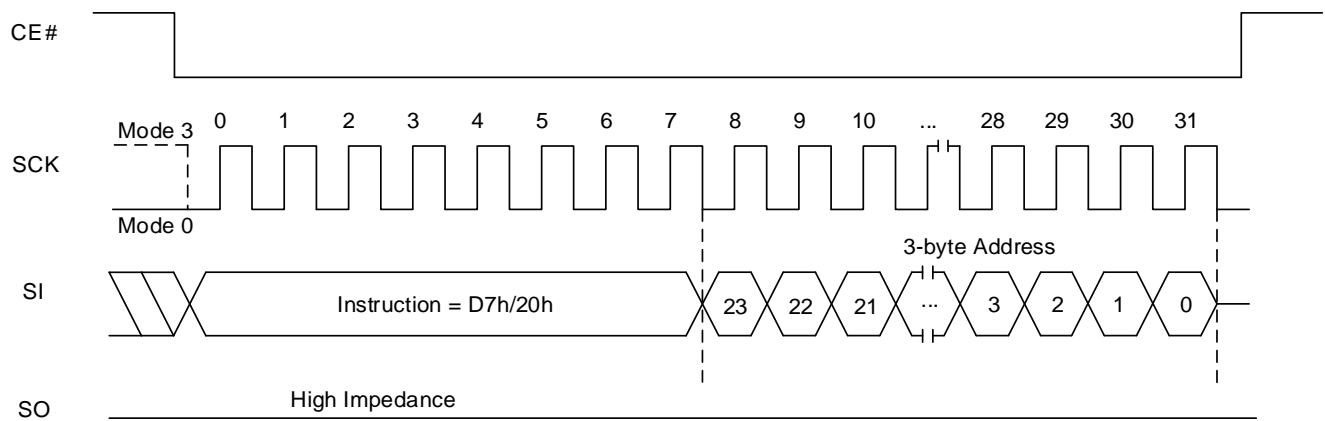 CE#
SCK
Mode 3
Mode 0
0 1 2 3 4 5 6 7 8 9 10 ... 28 29 30 31
3-byte Address
SI
Instruction = D7h/20h
23 22 21 ... 3 2 1 0
SO
High Impedance